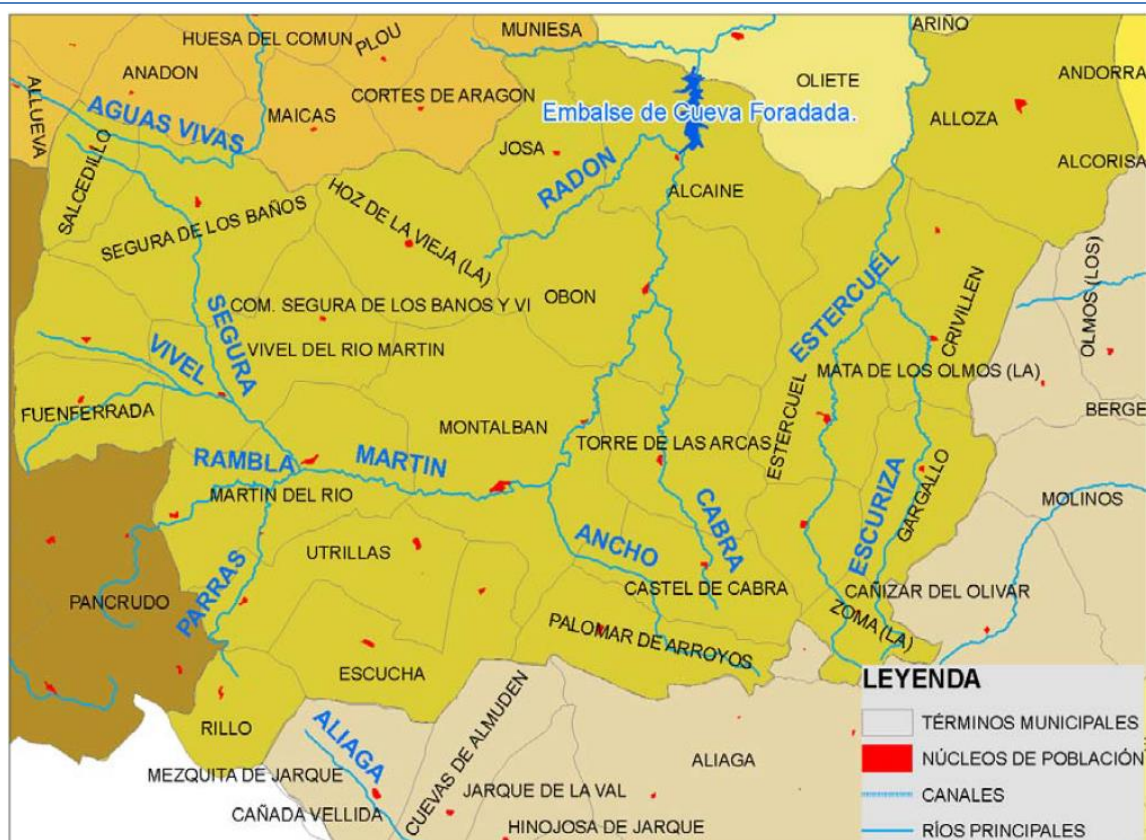 ARIÑO
MUNIESA
HUESA DEL COMUN
PLOU
ANADON
OLIETE
ANDORRA
ALLUEVA
AGUAS VIVAS
MAICAS
CORTES DE ARAGON
Embalse de Cueva Foradada.
ALLOZA
JOSA
RADON
ALCORISA
SALCEDILLO
ALCAINE
SEGURA DE LOS BAÑOS
HOZ DE LA VIEJA (LA)
ESTERCUEL
OLMOS (LOS)
SEGURA
COM. SEGURA DE LOS BANOS Y VI
OBON
CRIVILLEN
VIVEL
VIVEL DEL RIO MARTIN
MATA DE LOS OLMOS (LA)
FUENFERRADA
ESTERCUEL
BERGE
MONTALBAN
TORRE DE LAS ARCAS
RAMBLA
MARTIN
MARTIN DEL RIO
CABRA
ESCURIZA
GARGALLO
MOLINOS
UTRILLAS
ANCHO
PARRAS
PANCRUDO
CASTEL DE CABRA
CAÑIZAR DEL OLIVAR
ZOMA (LA)
PALOMAR DE ARROYOS
ESCUCHA
RILLO
ALIAGA
CUEVAS DE ALMUDEN
ALIAGA
MEZQUITA DE JARQUE
JARQUE DE LA VAL
CAÑADA VELLIDA
HINOJOSA DE JARQUE
LEYENDA
TÉRMINOS MUNICIPALES
NÚCLEOS DE POBLACIÓN
CANALES
RÍOS PRINCIPALES